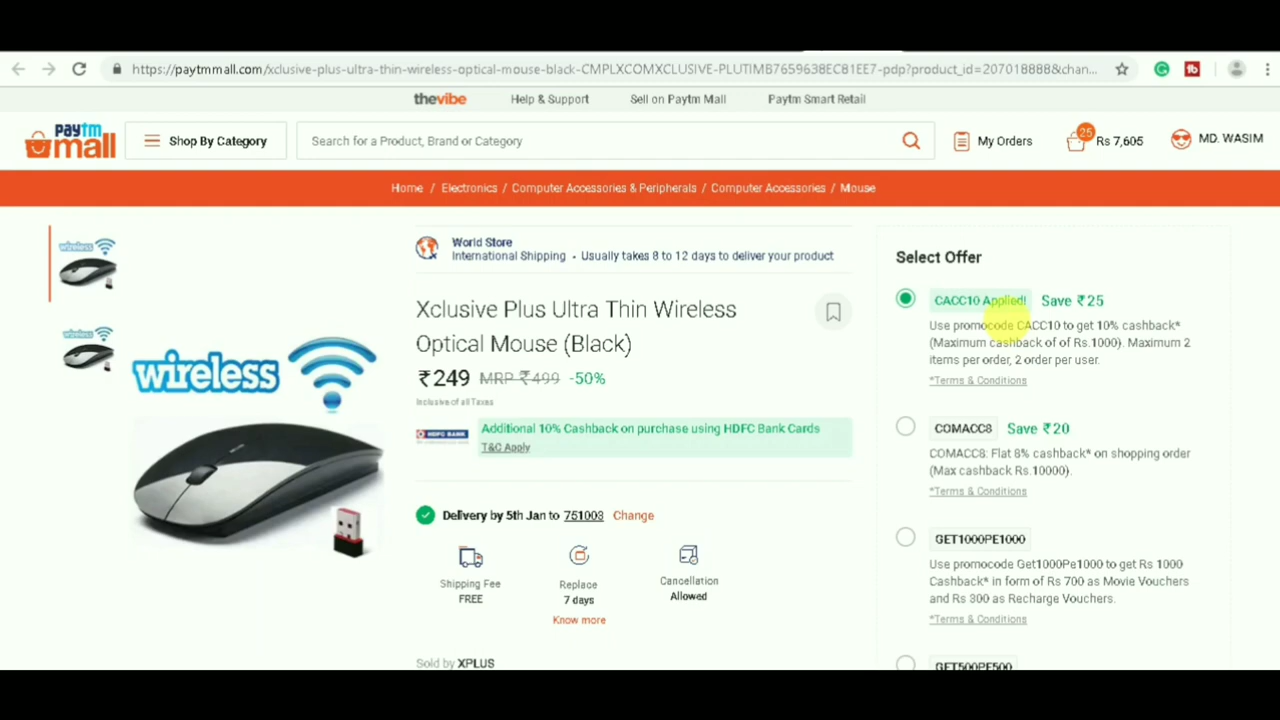 https://paytmmall.com/xclusive-plus-ultra-thin-wireless-optical-mouse-black-CMPLXCOMXCLUSIVE-PLUTIMB7659638EC81EE7-pdp?product_id=207018888&chan...
thevibe Help & Support Sell on Paytm Mall Paytm Smart Retail
paytm mall
Shop By Category
Search for a Product, Brand or Category
My Orders
25
Rs 7,605
MD. WASIM
Home / Electronics / Computer Accessories & Peripherals / Computer Accessories / Mouse
wireless
wireless
wireless
World Store
International Shipping • Usually takes 8 to 12 days to deliver your product
Xclusive Plus Ultra Thin Wireless
Optical Mouse (Black)
₹249 MRP ₹499 -50%
Inclusive of all Taxes
HDFC BANK
Additional 10% Cashback on purchase using HDFC Bank Cards
T&C Apply
Delivery by 5th Jan to 751003 Change
Shipping Fee
FREE
Replace
7 days
Know more
Cancellation
Allowed
Sold by XPLUS
Select Offer
CACC10 Applied! Save ₹25
Use promocode CACC10 to get 10% cashback*
(Maximum cashback of of Rs.1000). Maximum 2
items per order, 2 order per user.
*Terms & Conditions
COMACC8 Save ₹20
COMACC8: Flat 8% cashback* on shopping order
(Max cashback Rs.10000).
*Terms & Conditions
GET1000PE1000
Use promocode Get1000Pe1000 to get Rs 1000
Cashback* in form of Rs 700 as Movie Vouchers
and Rs 300 as Recharge Vouchers.
*Terms & Conditions
GET500PE500